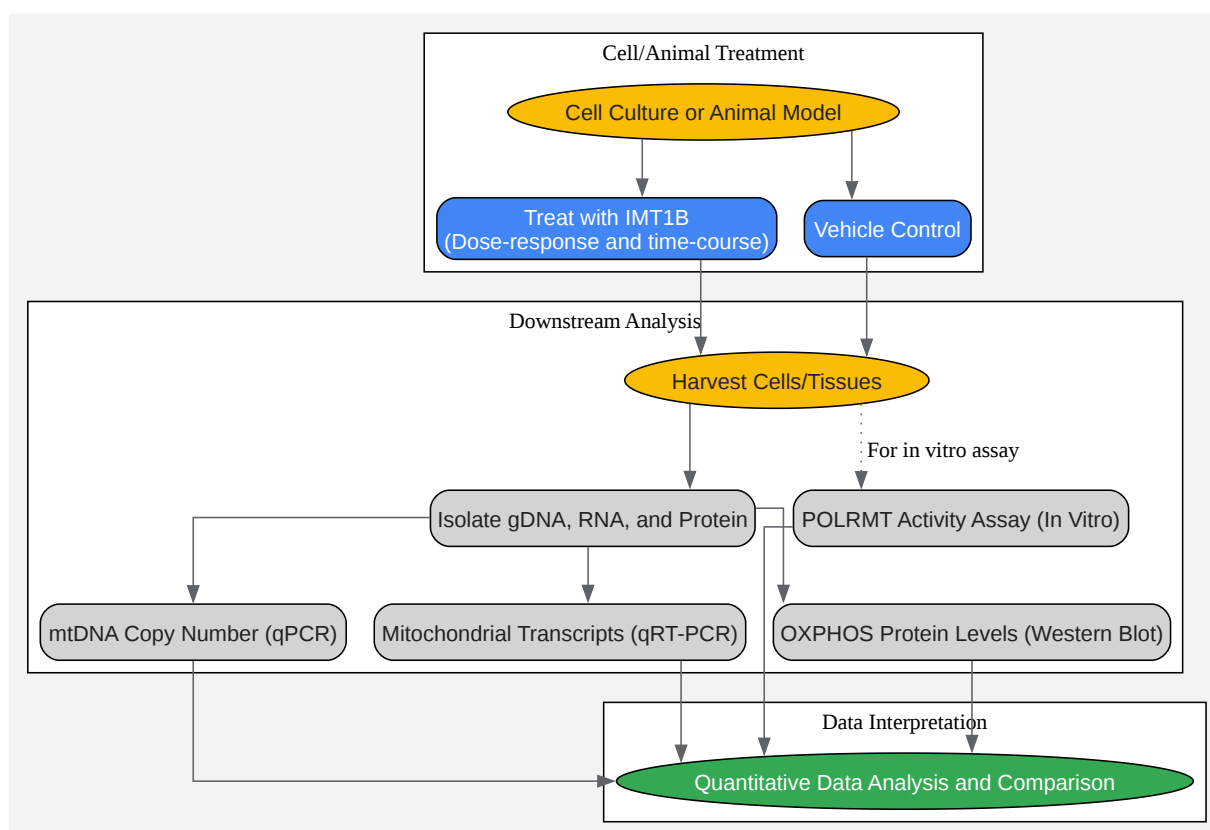 Cell/Animal Treatment
Cell Culture or Animal Model
Treat with IMT1B
(Dose-response and time-course)
Vehicle Control
Downstream Analysis
Harvest Cells/Tissues
For in vitro assay
Isolate gDNA, RNA, and Protein
POLRMT Activity Assay (In Vitro)
mtDNA Copy Number (qPCR)
Mitochondrial Transcripts (qRT-PCR)
OXPHOS Protein Levels (Western Blot)
Data Interpretation
Quantitative Data Analysis and Comparison